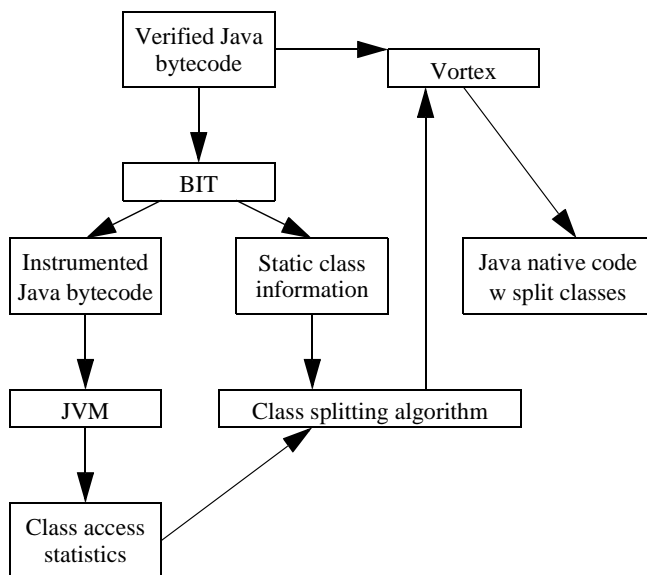 Verified Java
bytecode
Vortex
BIT
Instrumented
Java bytecode
Static class
information
Java native code
w split classes
JVM
Class splitting algorithm
Class access
statistics